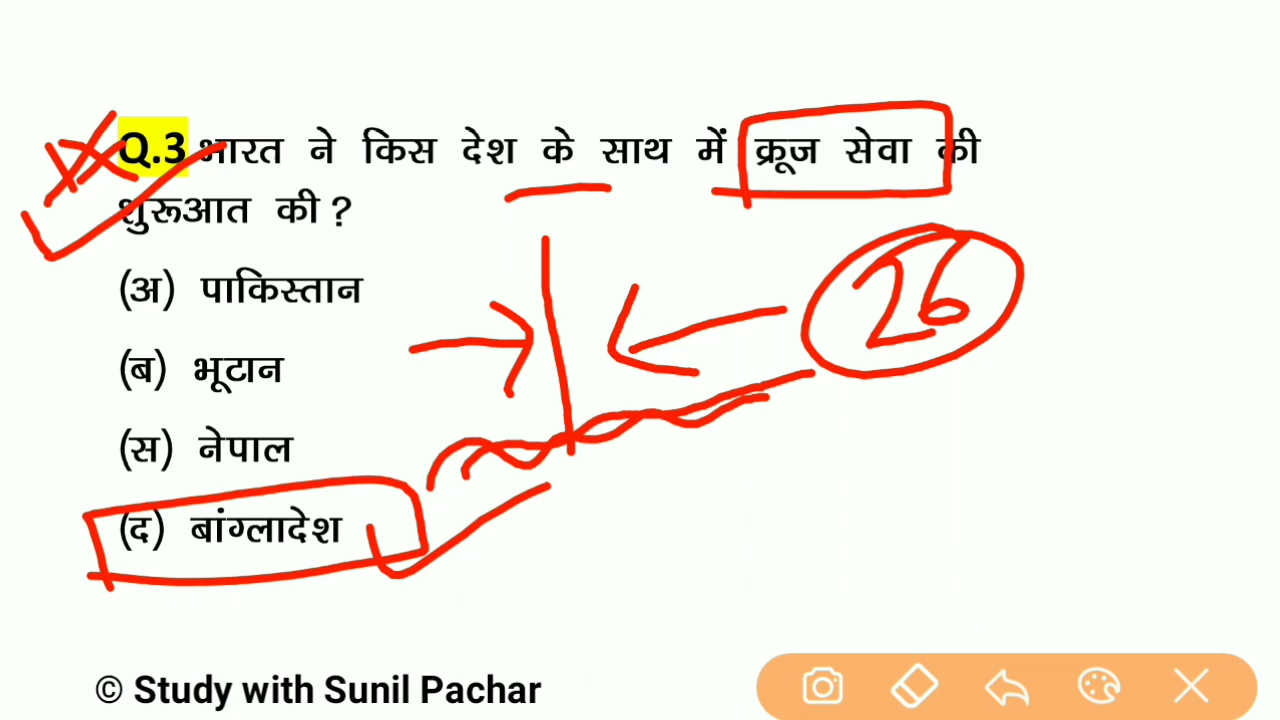 Q.3 भारत ने किस देश के साथ में क्रूज सेवा की
शुरूआत की ?
(अ) पाकिस्तान
26
(ब) भूटान
(स) नेपाल
(द) बांग्लादेश
© Study with Sunil Pachar